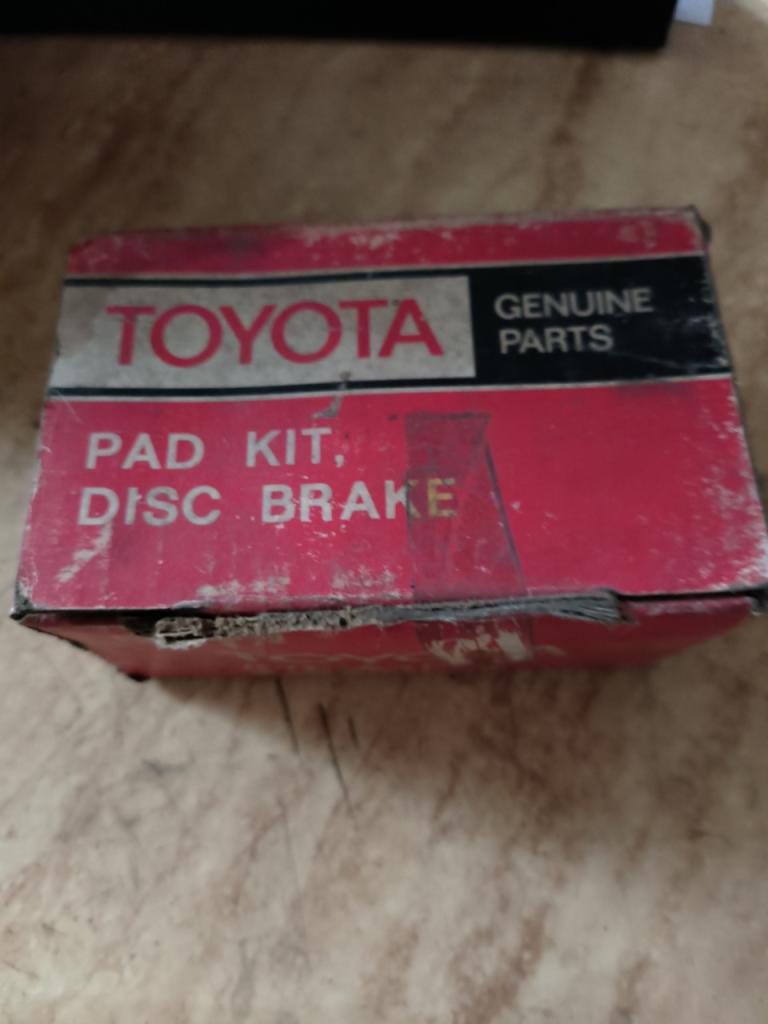 TOYOTA
GENUINE
PARTS
PAD KIT,
DISC BRAKE